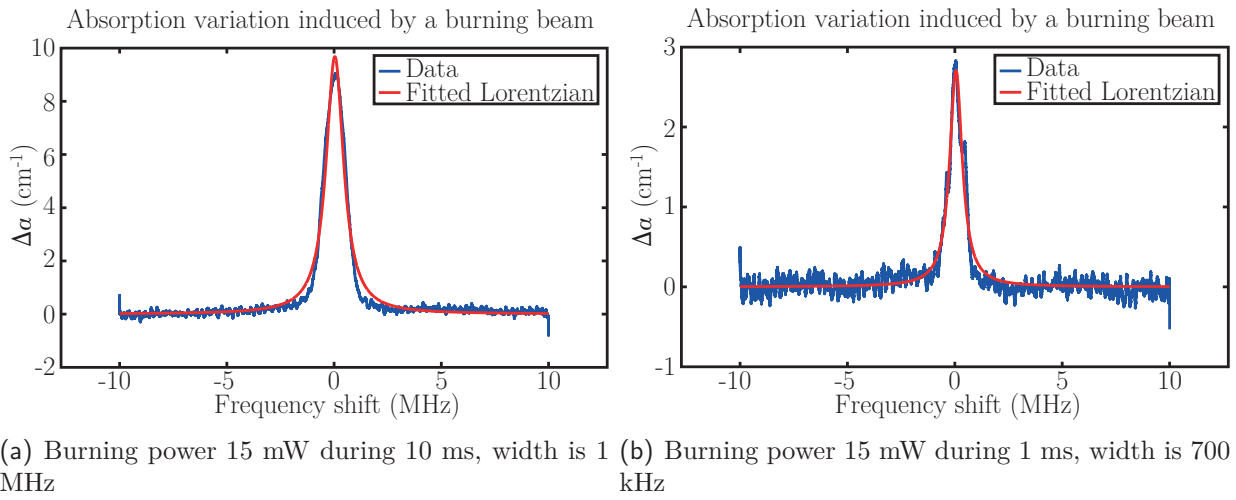 Absorption variation induced by a burning beam
10
8
6
4
2
0
-2
Δα (cm-1)
Data
Fitted Lorentzian
-10
-5
0
5
10
Frequency shift (MHz)
(a) Burning power 15 mW during 10 ms, width is 1
MHz
Absorption variation induced by a burning beam
3
2
1
0
-1
Δα (cm-1)
Data
Fitted Lorentzian
-10
-5
0
5
10
Frequency shift (MHz)
(b) Burning power 15 mW during 1 ms, width is 700
kHz